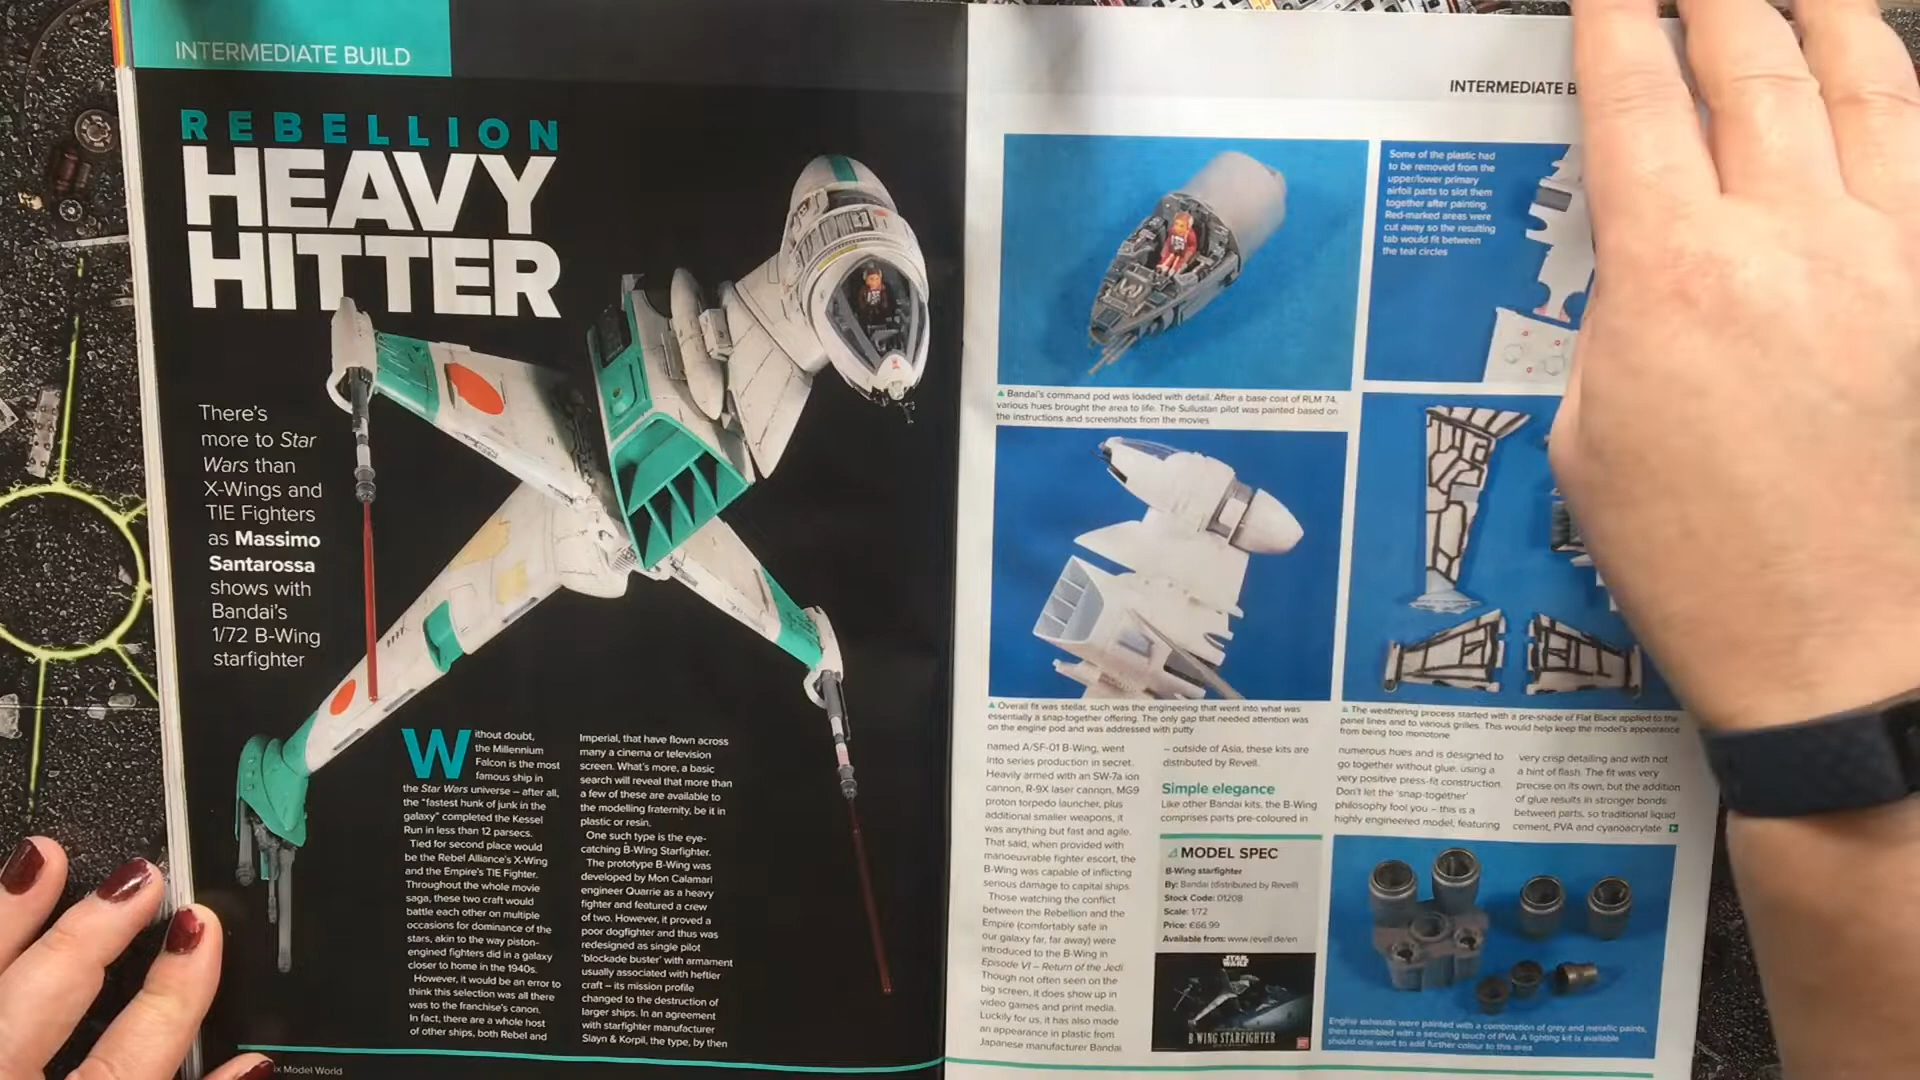 INTERMEDIATE BUILD
REBELLION
HEAVY
HITTER
There's
more to Star
Wars than
X-Wings and
TIE Fighters
as Massimo
Santarossa
shows with
Bandai's
1/72 B-Wing
starfighter
Without doubt,
the Millennium
Falcon is the most
famous ship in
the Star Wars universe – after all,
the "fastest hunk of junk in the
galaxy" completed the Kessel
Run in less than 12 parsecs.
Tied for second place would
be the Rebel Alliance's X-Wing
and the Empire's TIE Fighter.
Throughout the whole movie
saga, these two craft would
battle each other on multiple
occasions for dominance of the
stars, akin to the way piston-
engined fighters did in a galaxy
closer to home in the 1940s.
However, it would be an error to
think this selection was all there
was to the franchise's canon.
In fact, there are a whole host
of other ships, both Rebel and
Imperial, that have flown across
many a cinema or television
screen. What's more, a basic
search will reveal that more than
a few of these are available to
the modelling fraternity, be it in
plastic or resin.
One such type is the eye-
catching B-Wing Starfighter.
The prototype B-Wing was
developed by Mon Calamari
engineer Quarrie as a heavy
fighter and featured a crew
of two. However, it proved a
poor dogfighter and thus was
redesigned as single pilot
'blockade buster' with armament
usually associated with heftier
craft – its mission profile
changed to the destruction of
larger ships. In an agreement
with starfighter manufacturer
Slayn & Korpil, the type, by then
ix Model World
INTERMEDIATE B
Some of the plastic had
to be removed from the
upper/lower primary
airfoil parts to slot them
together after painting.
Red-marked areas were
cut away so the resulting
tab would fit between
the teal circles
Bandai's command pod was loaded with detail. After a base coat of RLM 74,
various hues brought the area to life. The Sullustan pilot was painted based on
the instructions and screenshots from the movies
Overall fit was stellar, such was the engineering that went into what was
essentially a snap-together offering. The only gap that needed attention was
on the engine pod and was addressed with putty
The weathering process started with a pre-shade of Flat Black applied to the
panel lines and to various grilles. This would help keep the model's appearance
from being too monotone
named A/SF-01 B-Wing, went
into series production in secret.
Heavily armed with an SW-7a ion
cannon, R-9X laser cannon, MG9
proton torpedo launcher, plus
additional smaller weapons, it
was anything but fast and agile.
That said, when provided with
manoeuvrable fighter escort, the
B-Wing was capable of inflicting
serious damage to capital ships.
Those watching the conflict
between the Rebellion and the
Empire (comfortably safe in
our galaxy far, far away) were
introduced to the B-Wing in
Episode VI – Return of the Jedi.
Though not often seen on the
big screen, it does show up in
video games and print media.
Luckily for us, it has also made
an appearance in plastic from
Japanese manufacturer Bandai
– outside of Asia, these kits are
distributed by Revell.
Simple elegance
Like other Bandai kits, the B-Wing
comprises parts pre-coloured in
numerous hues and is designed to
go together without glue, using a
very positive press-fit construction.
Don't let the 'snap-together'
philosophy fool you – this is a
highly engineered model, featuring
very crisp detailing and with not
a hint of flash. The fit was very
precise on its own, but the addition
of glue results in stronger bonds
between parts, so traditional liquid
cement, PVA and cyanoacrylate
MODEL SPEC
B-Wing starfighter
By: Bandai (distributed by Revell)
Stock Code: 01208
Scale: 1/72
Price: €66.99
Available from: www.revell.de/en
STAR WARS
B-WING STARFIGHTER
Engine exhausts were painted with a combination of grey and metallic paints,
then assembled with a securing touch of PVA. A lighting kit is available
should one want to add further colour to this area